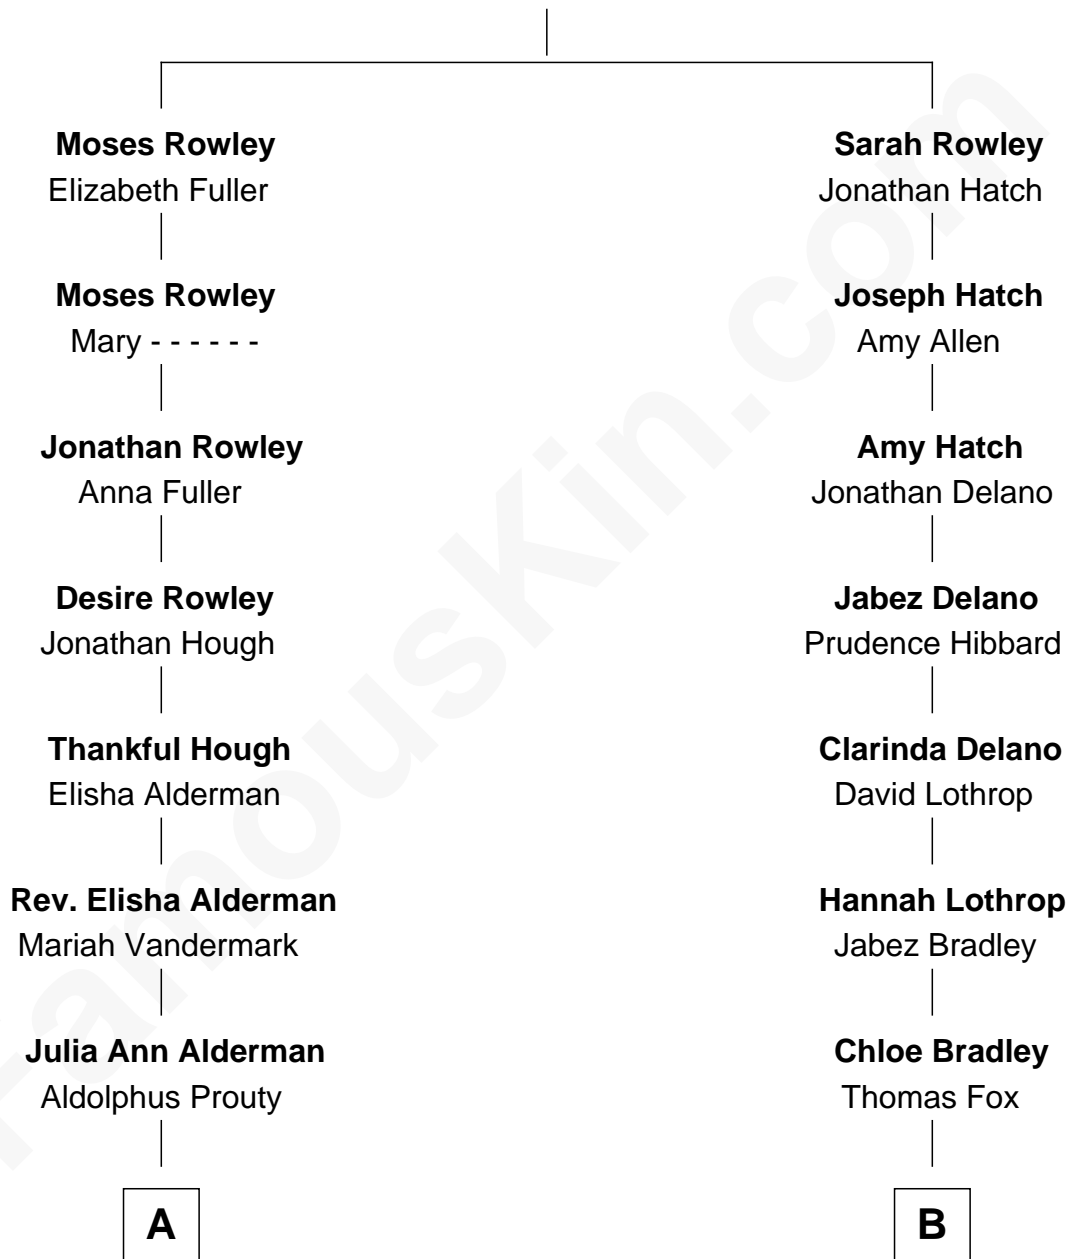 Moses Rowley
Elizabeth Fuller
Moses Rowley
Mary - - - - - -
Jonathan Rowley
Anna Fuller
Desire Rowley
Jonathan Hough
Thankful Hough
Elisha Alderman
Rev. Elisha Alderman
Mariah Vandermark
Julia Ann Alderman
Aldolphus Prouty
A
Sarah Rowley
Jonathan Hatch
Joseph Hatch
Amy Allen
Amy Hatch
Jonathan Delano
Jabez Delano
Prudence Hibbard
Clarinda Delano
David Lothrop
Hannah Lothrop
Jabez Bradley
Chloe Bradley
Thomas Fox
B
FamousKin.com